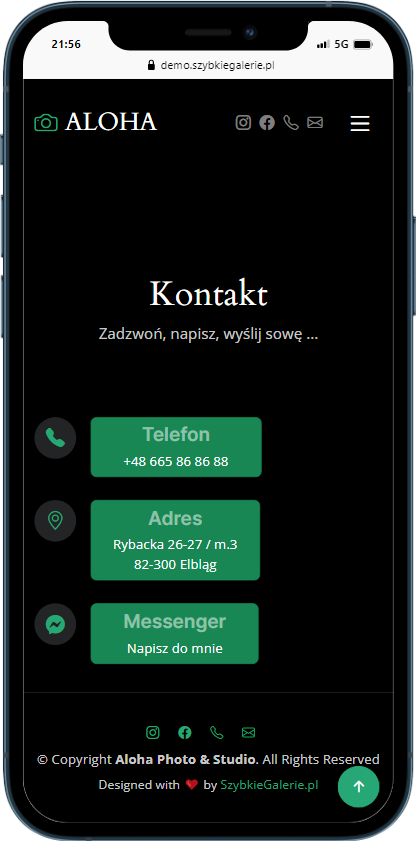 21:56
5G
demo.szybkiegalerie.pl
ALOHA
Kontakt
Zadzwoń, napisz, wyślij sowę ...
Telefon
+48 665 86 86 88
Adres
Rybacka 26-27 / m.3
82-300 Elbląg
Messenger
Napisz do mnie
© Copyright Aloha Photo & Studio. All Rights Reserved
Designed with ❤ by SzybkieGalerie.pl